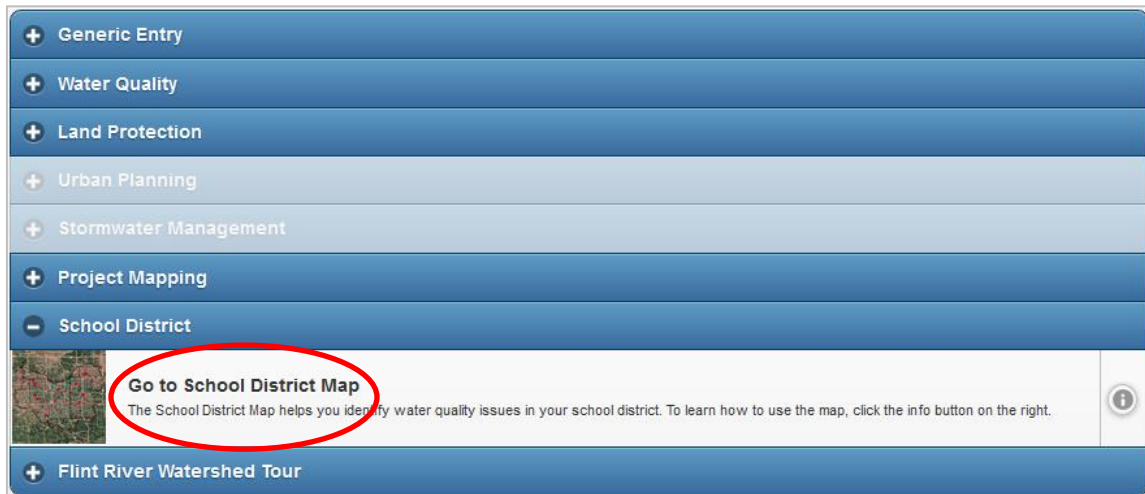 Generic Entry
Water Quality
Land Protection
Urban Planning
Stormwater Management
Project Mapping
School District
Go to School District Map
The School District Map helps you identify water quality issues in your school district. To learn how to use the map, click the info button on the right.
Flint River Watershed Tour